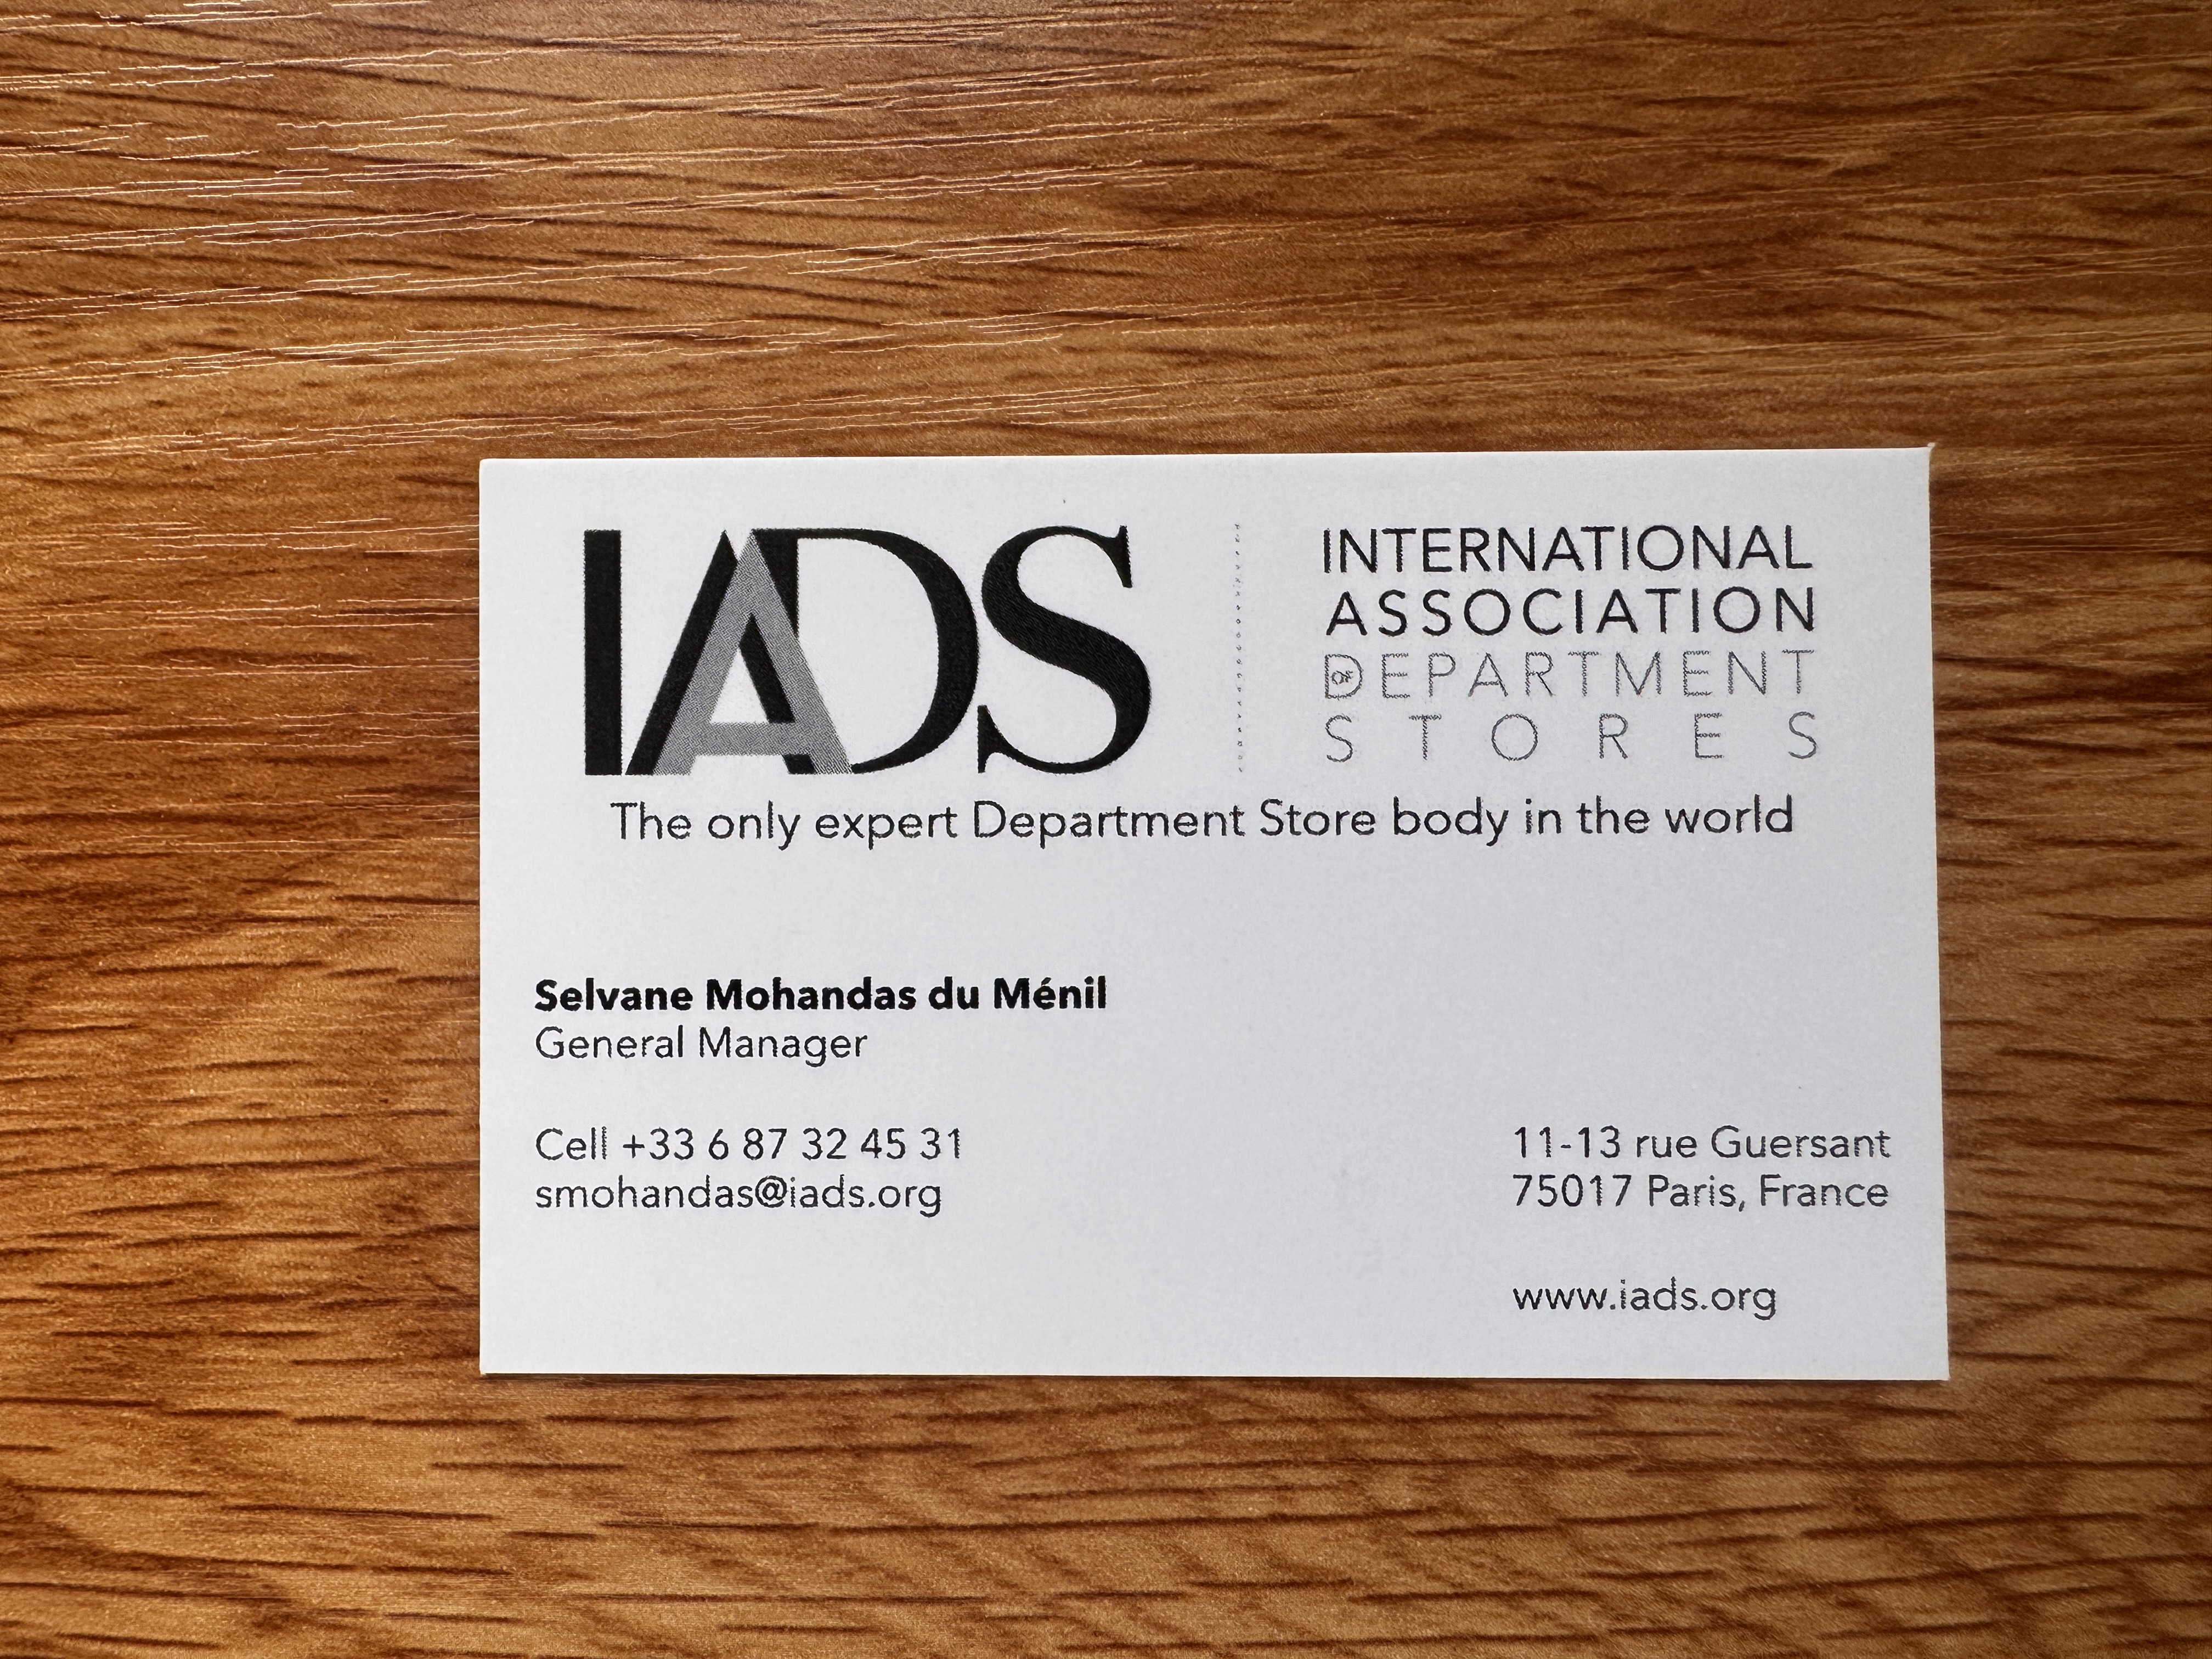 IADS
INTERNATIONAL
ASSOCIATION
OF DEPARTMENT
STORES
The only expert Department Store body in the world
Selvane Mohandas du Ménil
General Manager
Cell +33 6 87 32 45 31
smohandas@iads.org
11-13 rue Guersant
75017 Paris, France
www.iads.org